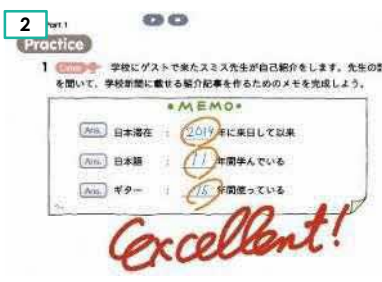 2
Part.1
Practice
1 学校にゲストで来たスミス先生が自己紹介をします。先生の
を聞いて、学校新聞に載せる紹介記事を作るためのメモを完成しよう。
MEMO
Ans. 日本滞在 : 2019 年に来日して以来
Ans. 日本語 : 11 年間学んでいる
Ans. ギター : 15 年間使っている
Excellent!